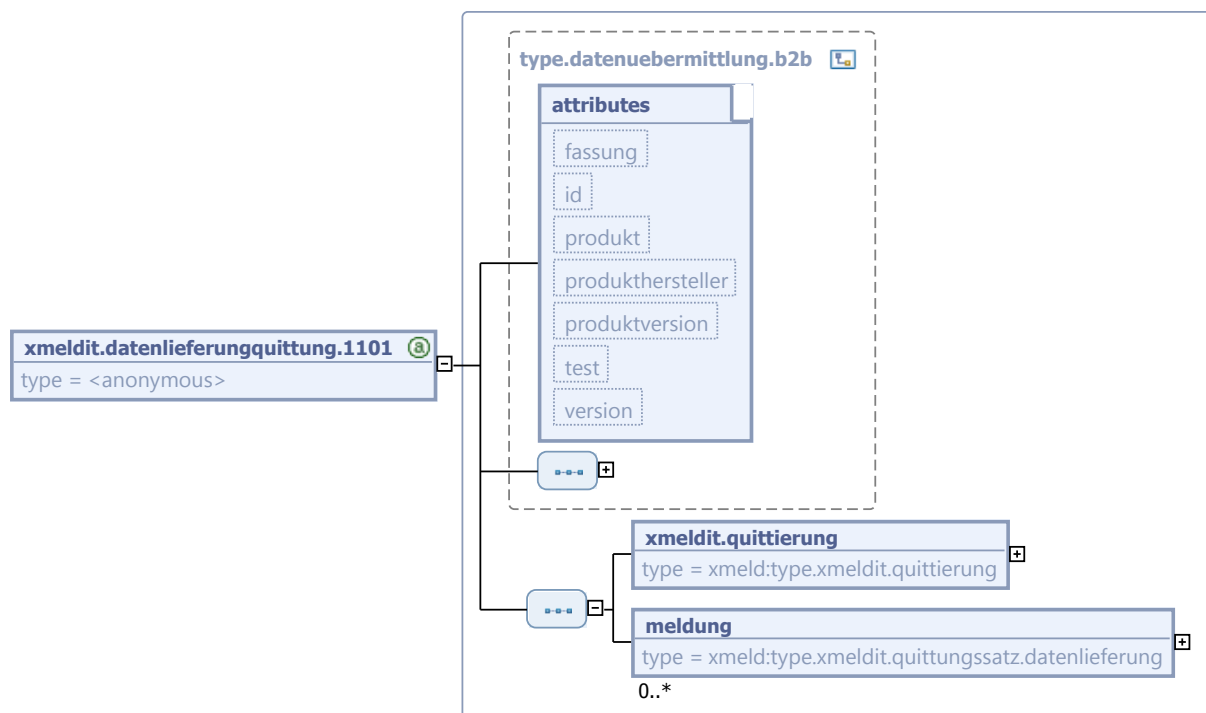 type.datenuebermittlung.b2b
attributes
fassung
id
produkt
produkthersteller
produktversion
test
version
xmeldit.datenlieferungquittung.1101 a
type = <anonymous>
xmeldit.quittierung
type = xmeld:type.xmeldit.quittierung
meldung
type = xmeld:type.xmeldit.quittungssatz.datenlieferung
0..*